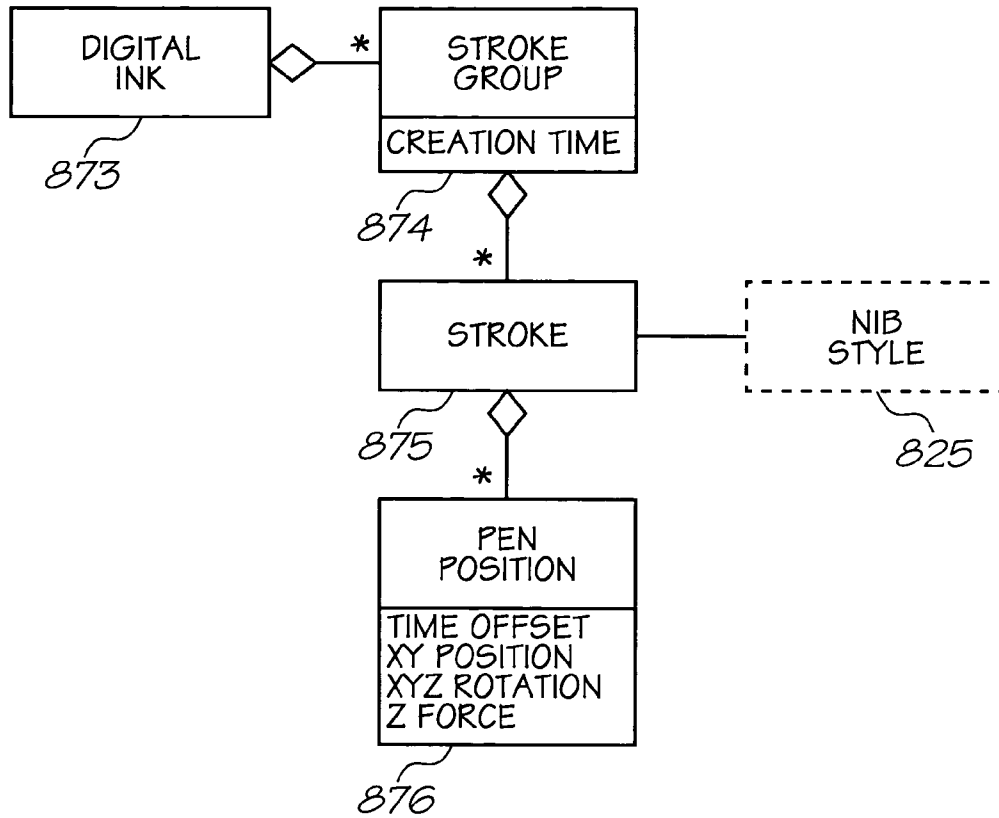 DIGITAL
INK
*
STROKE
GROUP
CREATION TIME
873
874
*
STROKE
NIB
STYLE
875
825
*
PEN
POSITION
TIME OFFSET
XY POSITION
XYZ ROTATION
Z FORCE
876